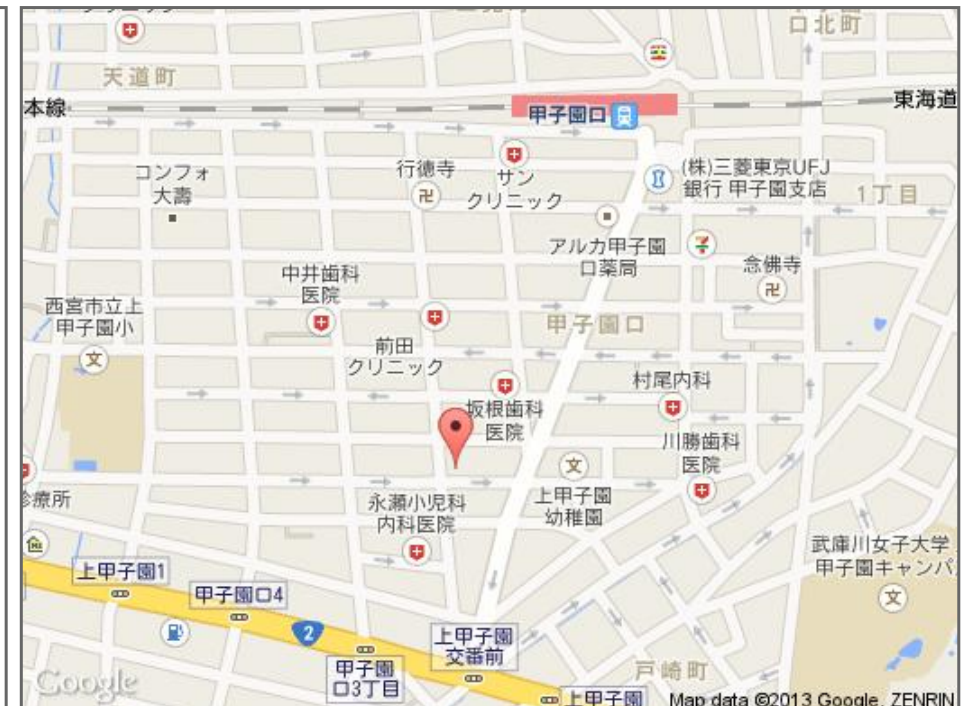 クリニック
口北町
天道町
本線
東海道
甲子園口
コンフォ
大壽
行徳寺
サン
クリニック
(株)三菱東京UFJ
銀行 甲子園支店
1丁目
アルカ甲子園
口薬局
念佛寺
中井歯科
医院
西宮市立上
甲子園小
甲子園口
前田
クリニック
村尾内科
坂根歯科
医院
川勝歯科
医院
診療所
永瀬小児科
内科医院
上甲子園
幼稚園
武庫川女子大学
甲子園キャンパ
上甲子園1
甲子園口4
2
上甲子園
交番前
甲子園
口3丁目
戸崎町
Google
上甲子園
Map data ©2013 Google, ZENRIN